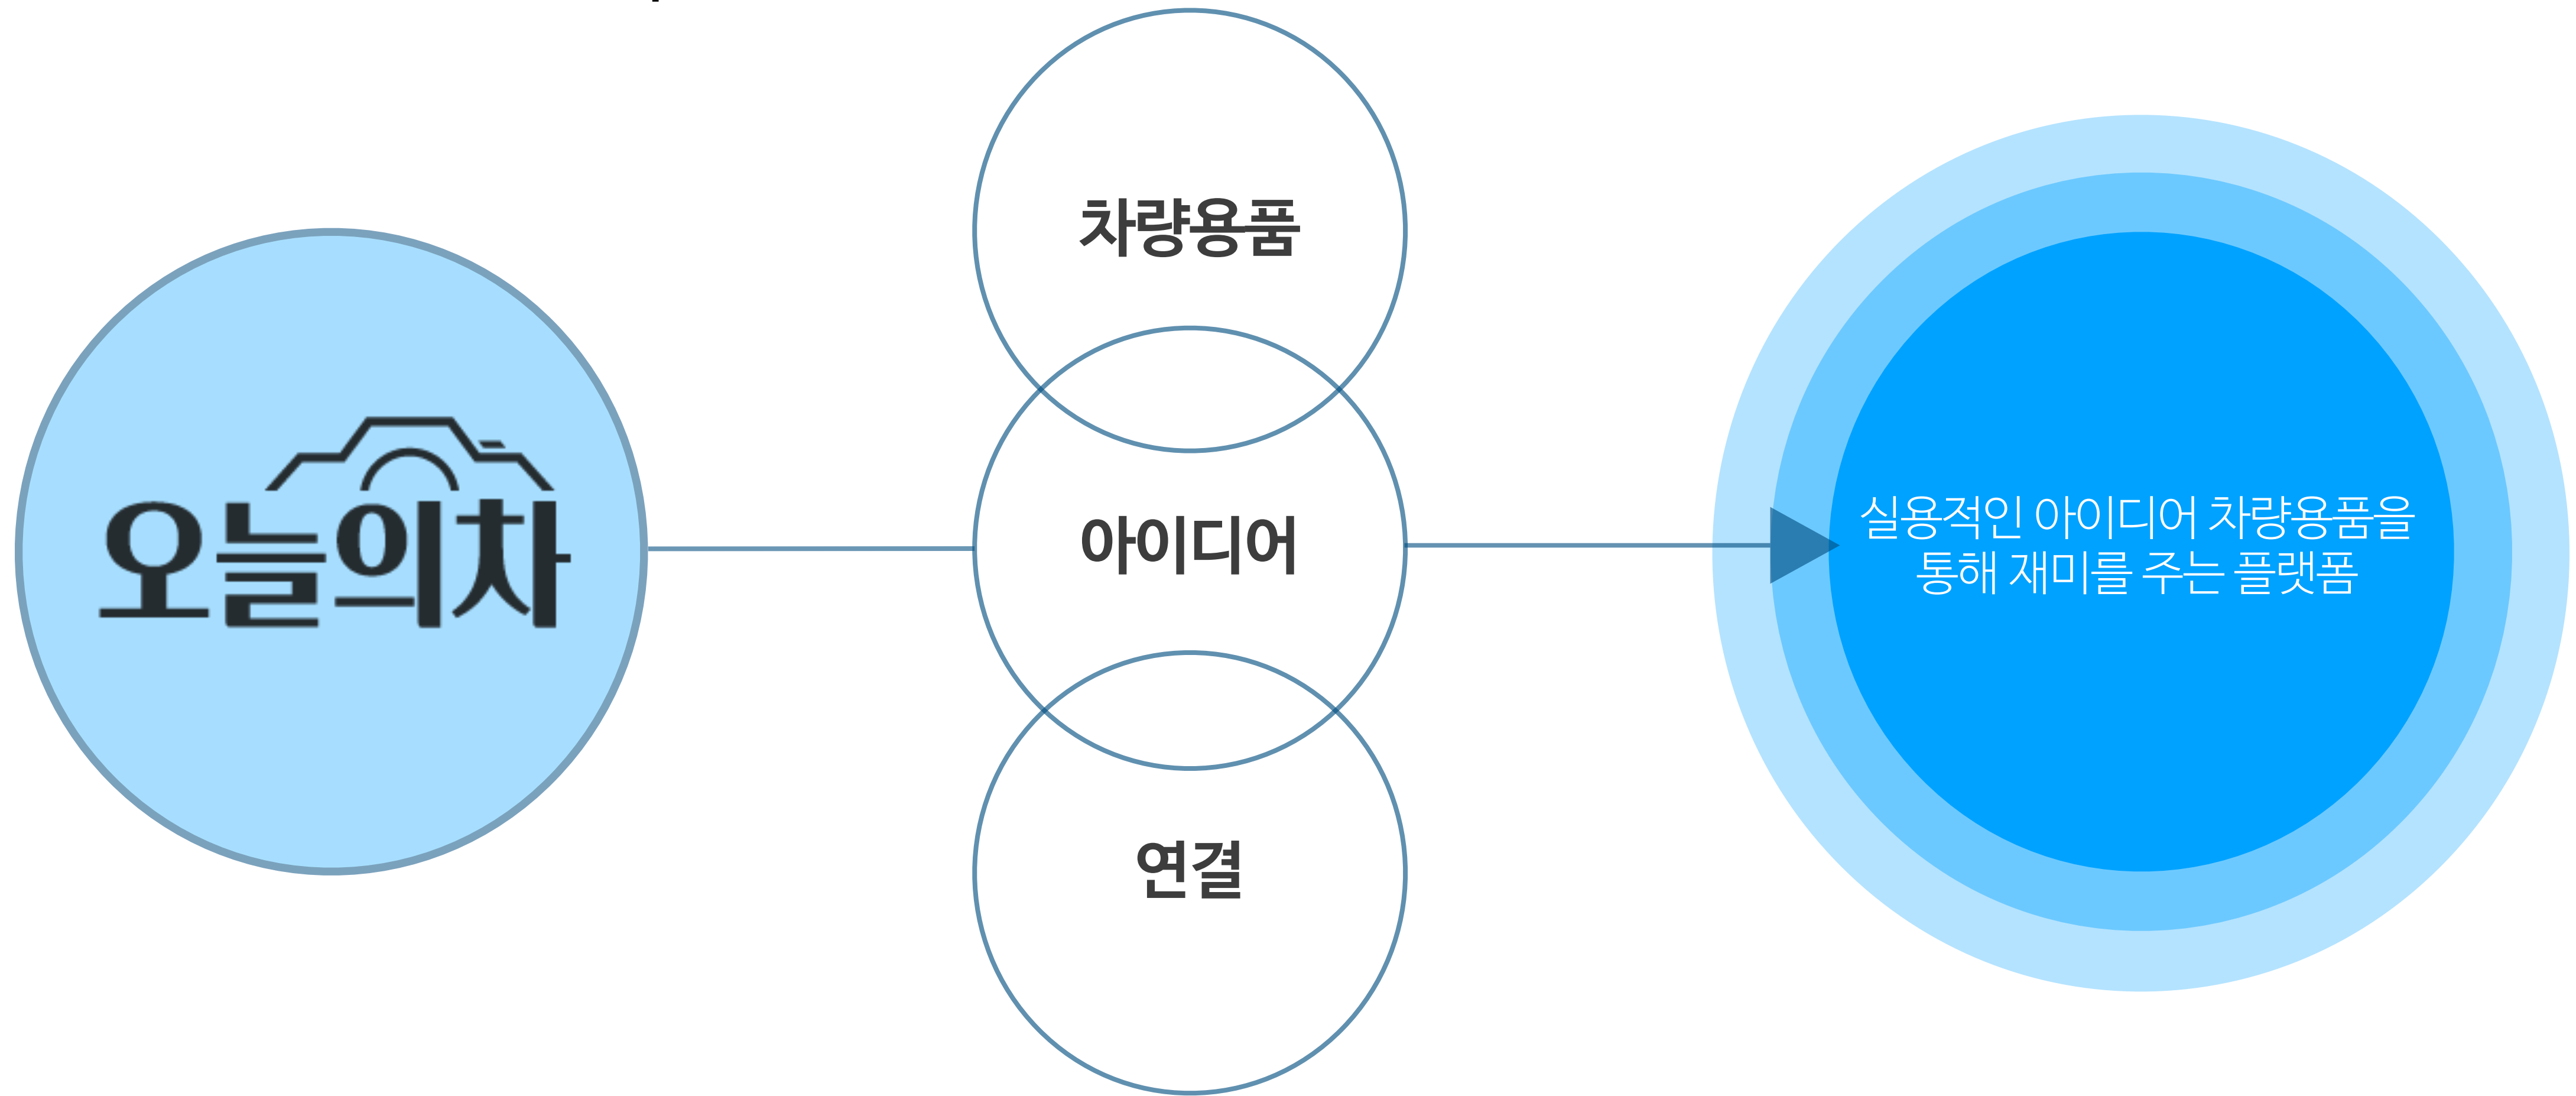 오늘의차
차량용품
아이디어
연결
실용적인 아이디어 차량용품을
통해 재미를 주는 플랫폼